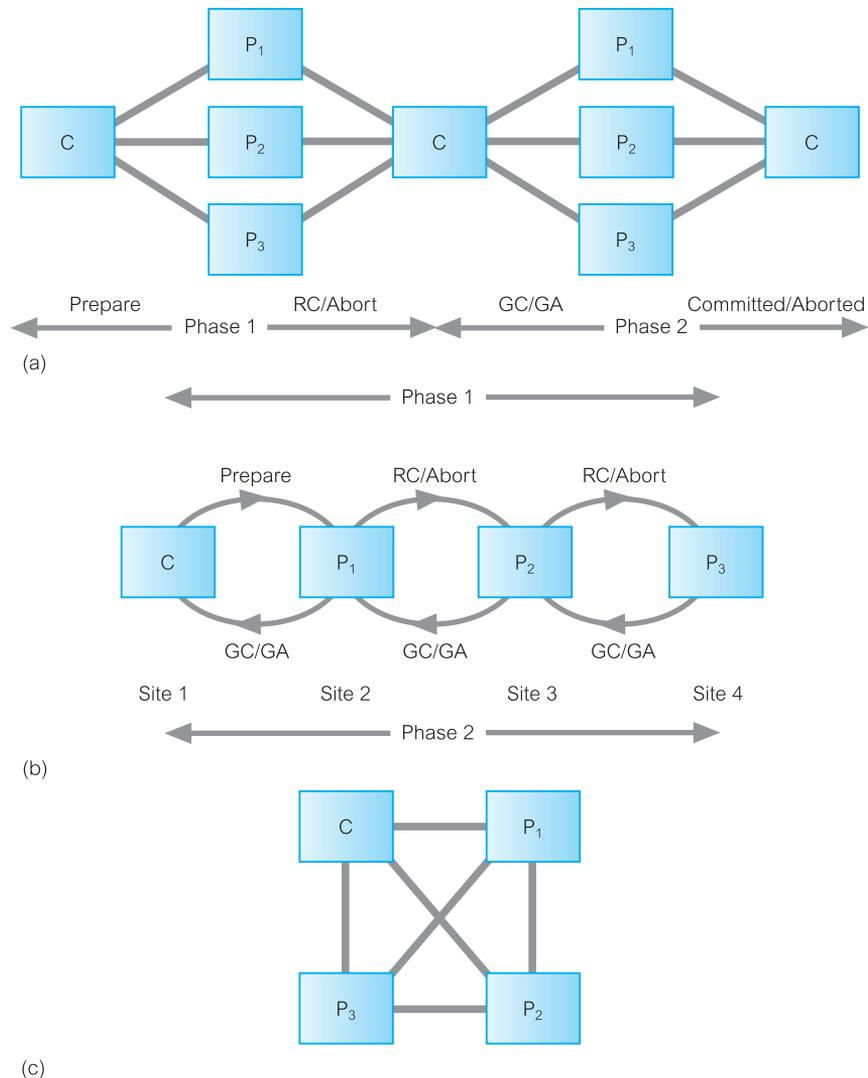 P₁ P₁
C P₂ C P₂ C
P₃ P₃
Prepare RC/Abort GC/GA Committed/Aborted
Phase 1 Phase 2
(a)
Phase 1
Prepare RC/Abort RC/Abort
C P₁ P₂ P₃
GC/GA GC/GA GC/GA
Site 1 Site 2 Site 3 Site 4
Phase 2
(b)
C P₁
P₃ P₂
(c)